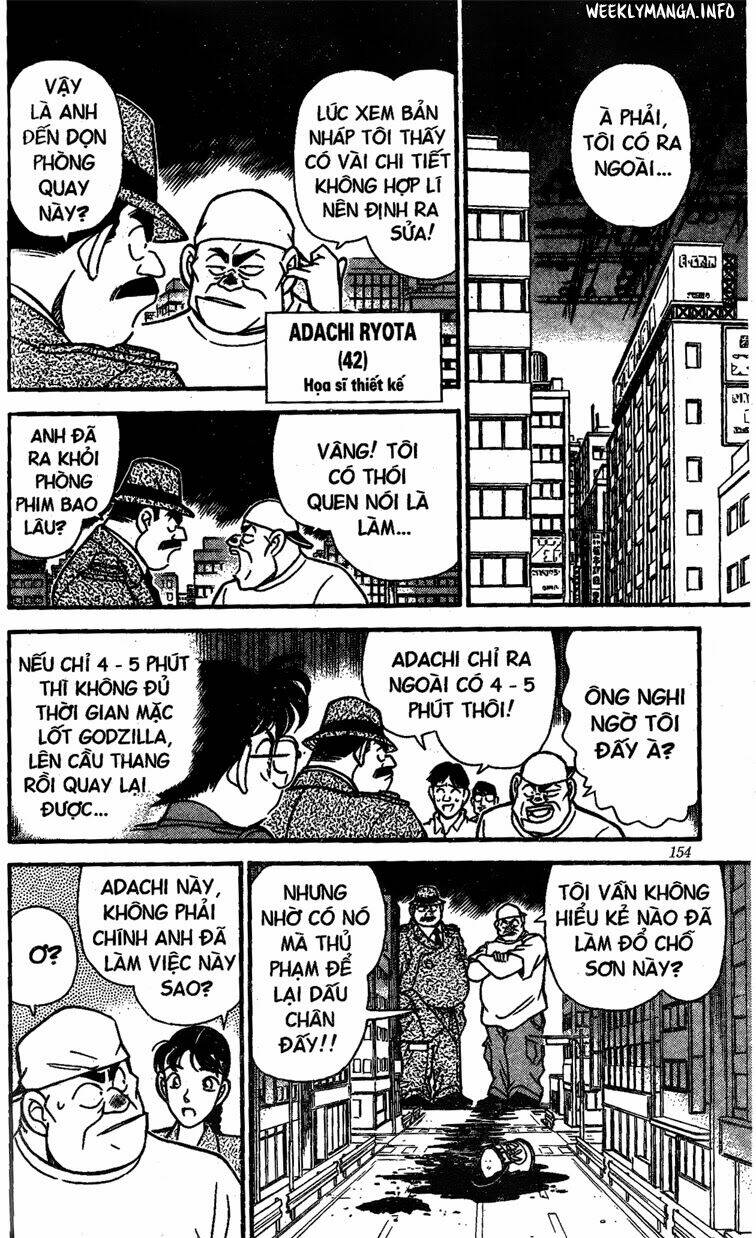 WEEKLYMANGA.INFO
À PHẢI,
TÔI CÓ RA
NGOÀI...
LÚC XEM BẢN
NHÁP TÔI THẤY
CÓ VÀI CHI TIẾT
KHÔNG HỢP LÍ
NÊN ĐỊNH RA
SỬA!
VẬY
LÀ ANH
ĐẾN DỌN
PHÒNG
QUAY
NÀY?
ADACHI RYOTA
(42)
Họa sĩ thiết kế
VÂNG! TÔI
CÓ THÓI
QUEN NÓI LÀ
LÀM...
ANH ĐÃ
RA KHỎI
PHÒNG
PHIM BAO
LÂU?
ÔNG NGHI
NGỜ TÔI
ĐẤY À?
ADACHI CHỈ RA
NGOÀI CÓ 4 - 5
PHÚT THÔI!
NẾU CHỈ 4 - 5 PHÚT
THÌ KHÔNG ĐỦ
THỜI GIAN MẶC
LỐT GODZILLA,
LÊN CẦU THANG
RỒI QUAY LẠI
ĐƯỢC...
154
TÔI VẪN KHÔNG
HIỂU KẺ NÀO ĐÃ
LÀM ĐỔ CHỖ
SƠN NÀY?
NHƯNG
NHỜ CÓ NÓ
MÀ THỦ
PHẠM ĐỂ
LẠI DẤU
CHÂN
ĐẤY!!
ADACHI NÀY,
KHÔNG PHẢI
CHÍNH ANH ĐÃ
LÀM VIỆC NÀY
SAO?
Ơ?